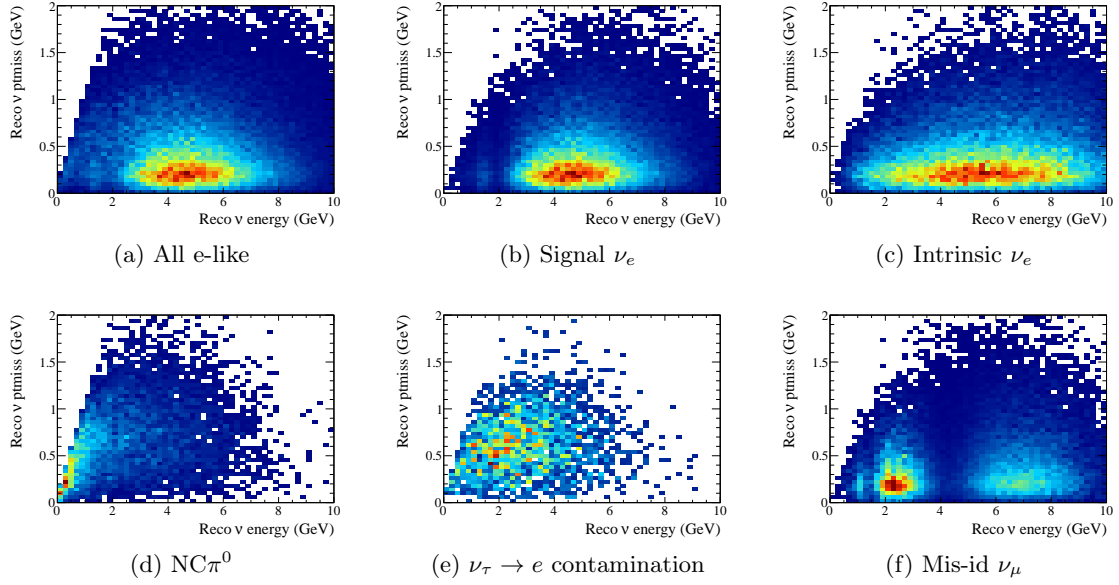 Reco ν ptmiss (GeV)
2
1.5
1
0.5
0
0 2 4 6 8 10
Reco ν energy (GeV)
(a) All e-like
Reco ν ptmiss (GeV)
2
1.5
1
0.5
0
0 2 4 6 8 10
Reco ν energy (GeV)
(b) Signal νₑ
Reco ν ptmiss (GeV)
2
1.5
1
0.5
0
0 2 4 6 8 10
Reco ν energy (GeV)
(c) Intrinsic νₑ
Reco ν ptmiss (GeV)
2
1.5
1
0.5
0
0 2 4 6 8 10
Reco ν energy (GeV)
(d) NCπ⁰
Reco ν ptmiss (GeV)
2
1.5
1
0.5
0
0 2 4 6 8 10
Reco ν energy (GeV)
(e) ν_τ → e contamination
Reco ν ptmiss (GeV)
2
1.5
1
0.5
0
0 2 4 6 8 10
Reco ν energy (GeV)
(f) Mis-id ν_μ